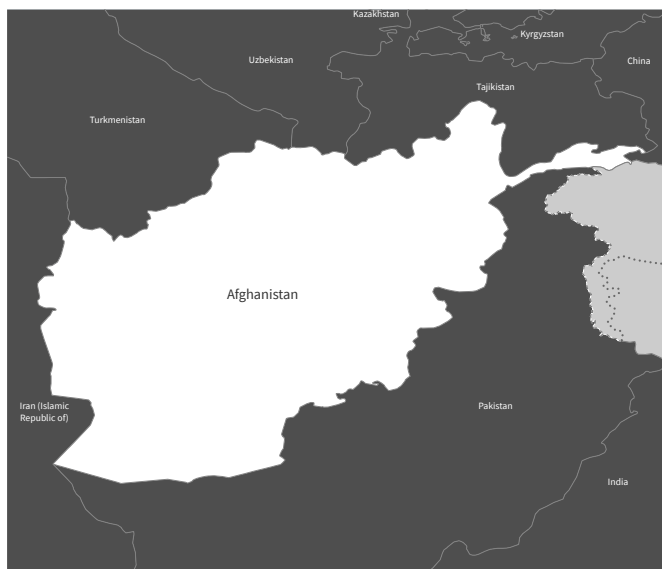 Kazakhstan
Kyrgyzstan
Uzbekistan
China
Tajikistan
Turkmenistan
Afghanistan
Iran (Islamic
Republic of)
Pakistan
India